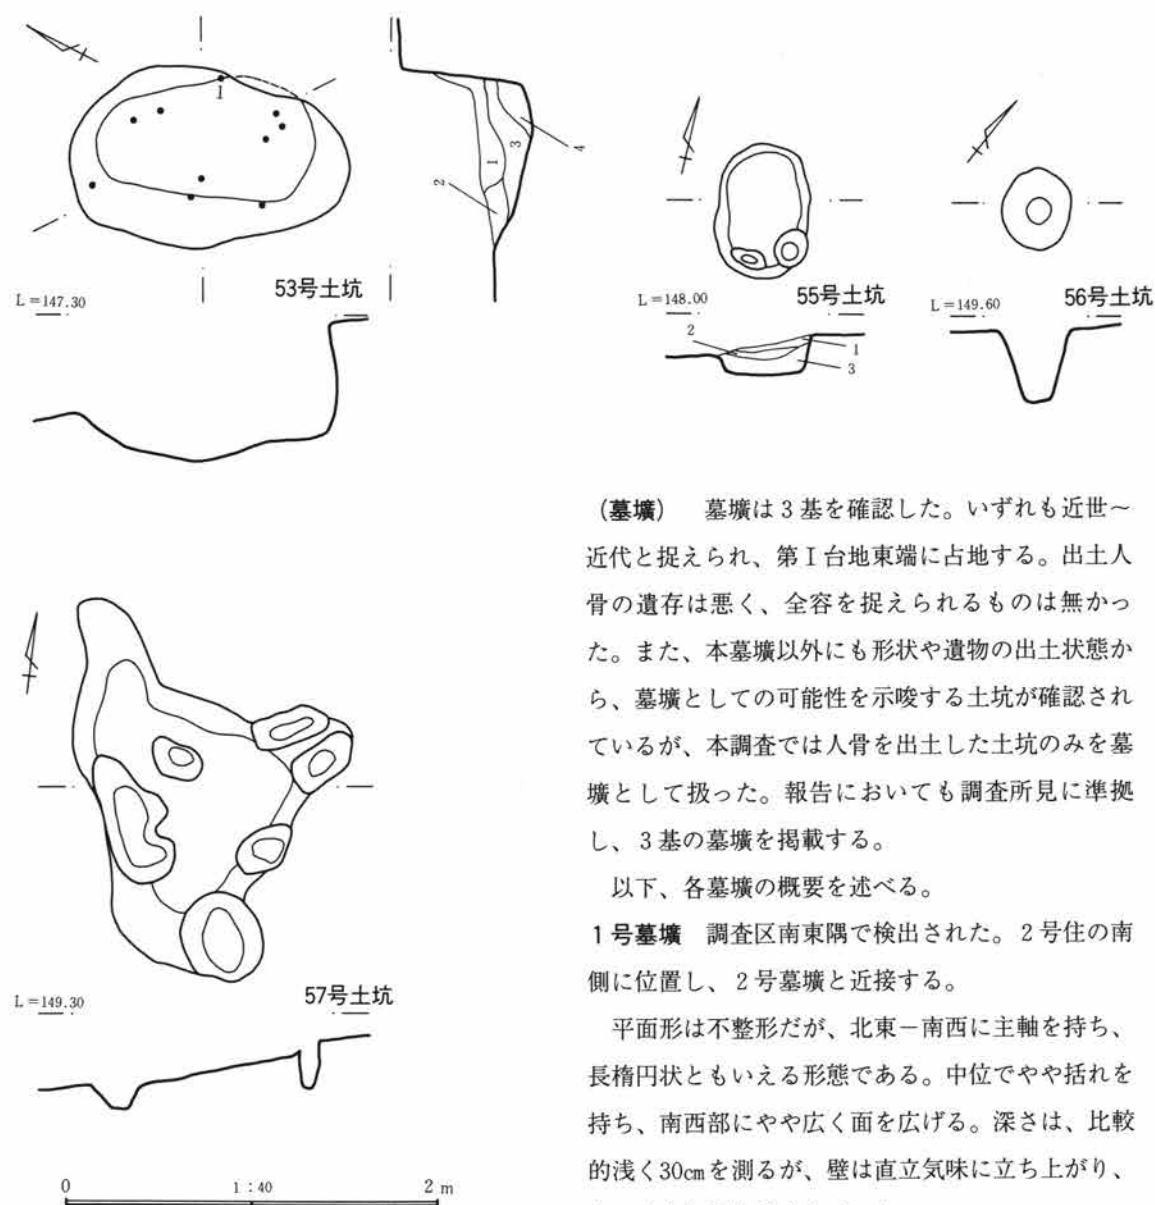 1
1
2
3
4
53号土坑
L=147.30
55号土坑
L=148.00
2
1
3
56号土坑
L=149.60
57号土坑
L=149.30
0 1:40 2m
（墓壙）　墓壙は3基を確認した。いずれも近世～
近代と捉えられ、第Ⅰ台地東端に占地する。出土人
骨の遺存は悪く、全容を捉えられるものは無かっ
た。また、本墓壙以外にも形状や遺物の出土状態か
ら、墓壙としての可能性を示唆する土坑が確認され
ているが、本調査では人骨を出土した土坑のみを墓
壙として扱った。報告においても調査所見に準拠
し、3基の墓壙を掲載する。
以下、各墓壙の概要を述べる。
1号墓壙　調査区南東隅で検出された。2号住の南
側に位置し、2号墓壙と近接する。
平面形は不整形だが、北東－南西に主軸を持ち、
長楕円状ともいえる形態である。中位でやや括れを
持ち、南西部にやや広く面を広げる。深さは、比較
的浅く30㎝を測るが、壁は直立気味に立ち上がり、